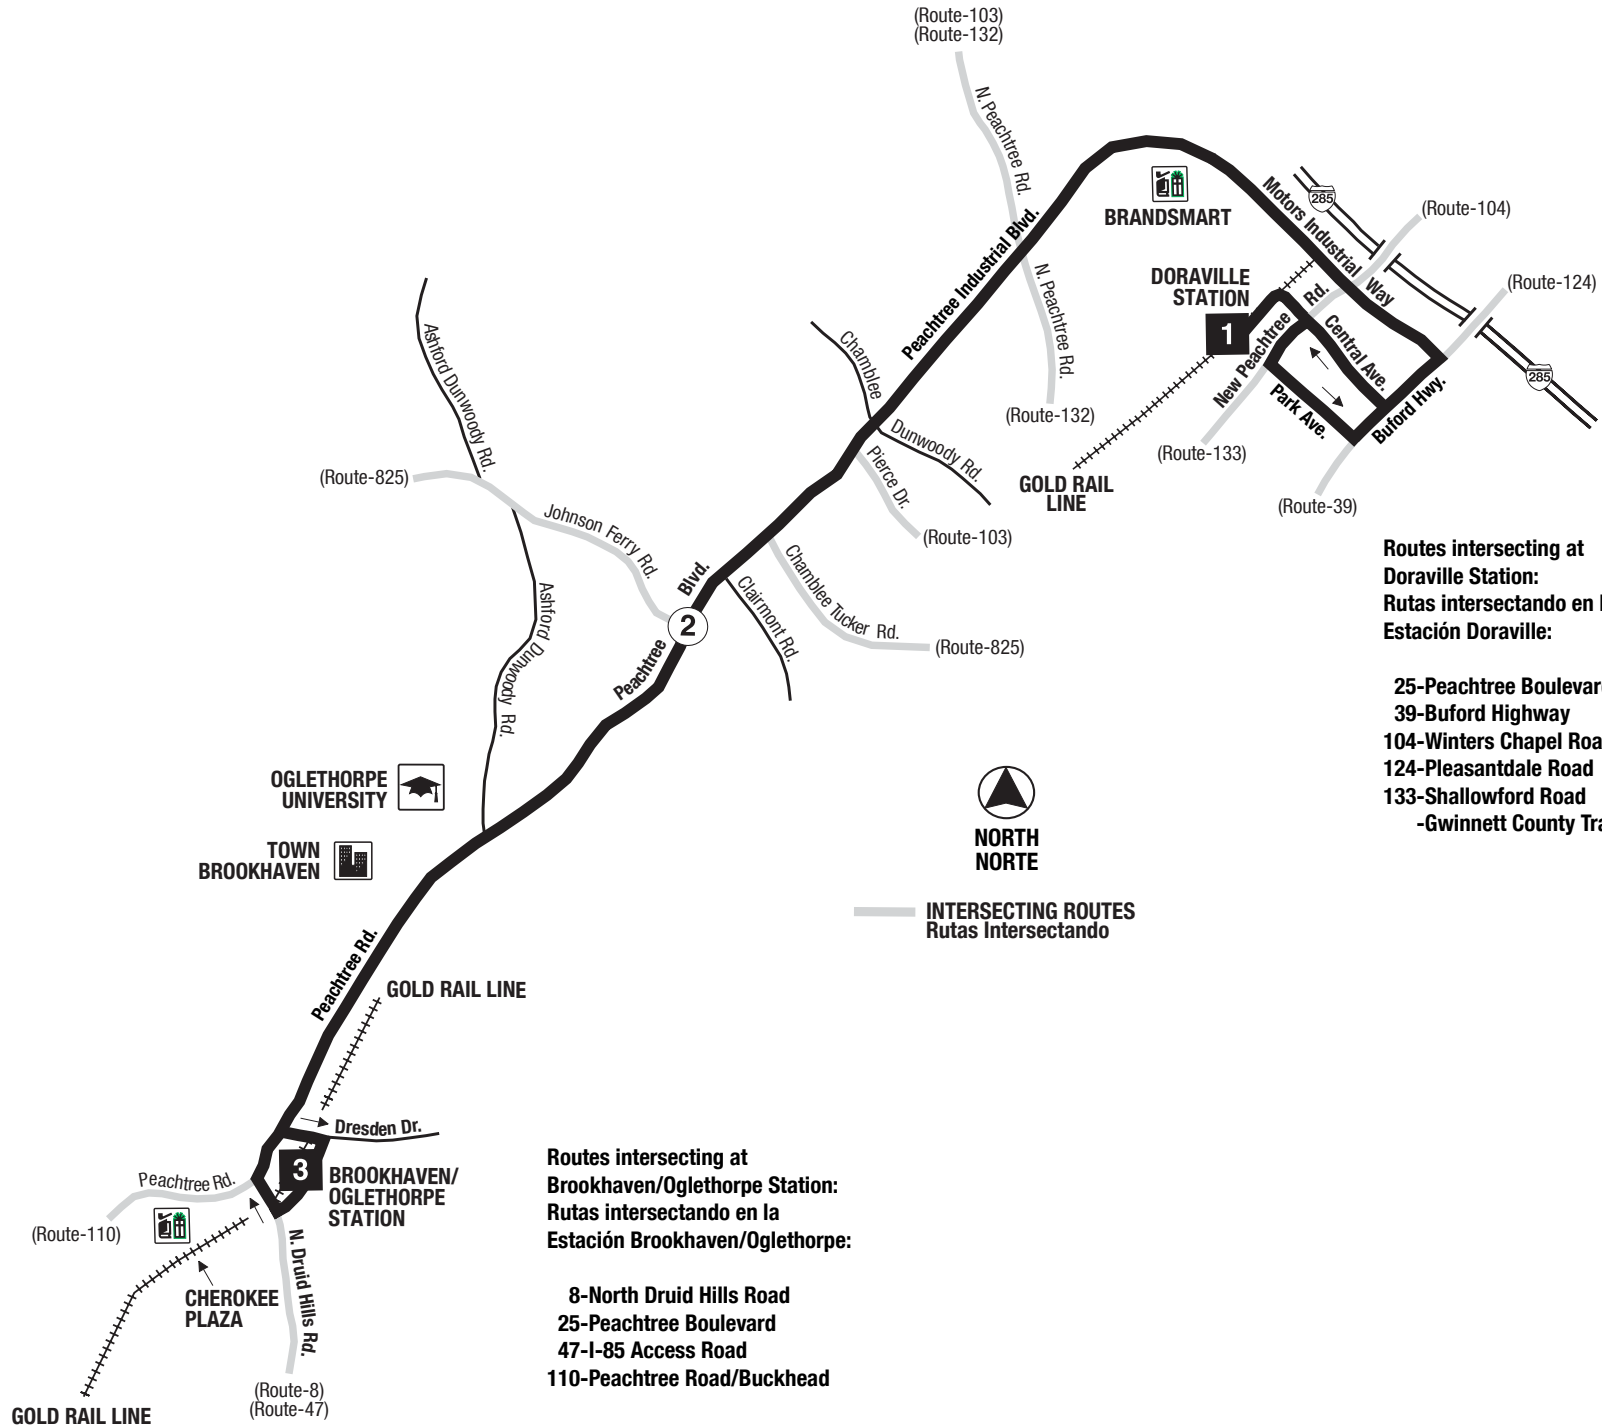 (Route-103)
(Route-132)
N. Peachtree Rd.
BRANDSMART
Motors Industrial Way
285
(Route-104)
(Route-124)
Peachtree Industrial Blvd.
N. Peachtree Rd.
DORAVILLE
STATION
1
New Peachtree Rd.
Central Ave.
Park Ave.
Buford Hwy.
285
Chamblee
Dunwoody Rd.
(Route-132)
(Route-133)
GOLD RAIL
LINE
(Route-39)
Ashford Dunwoody Rd.
(Route-825)
Johnson Ferry Rd.
Pierce Dr.
(Route-103)
Chamblee Tucker Rd.
(Route-825)
Clairmont Rd.
Peachtree Blvd.
2
Ashford Dunwoody Rd.
Routes intersecting at
Doraville Station:
Rutas intersectando en
Estación Doraville:
25-Peachtree
39-Buford Highway
104-Winters Chapel
124-Pleasantdale Road
133-Shallowford Road
-Gwinnett County
OGLETHORPE
UNIVERSITY
TOWN
BROOKHAVEN
NORTH
NORTE
INTERSECTING ROUTES
Rutas Intersectando
Peachtree Rd.
GOLD RAIL LINE
Dresden Dr.
3
BROOKHAVEN/
OGLETHORPE
STATION
Peachtree Rd.
(Route-110)
N. Druid Hills Rd.
CHEROKEE
PLAZA
(Route-8)
(Route-47)
GOLD RAIL LINE
Routes intersecting at
Brookhaven/Oglethorpe Station:
Rutas intersectando en la
Estación Brookhaven/Oglethorpe:
8-North Druid Hills Road
25-Peachtree Boulevard
47-I-85 Access Road
110-Peachtree Road/Buckhead